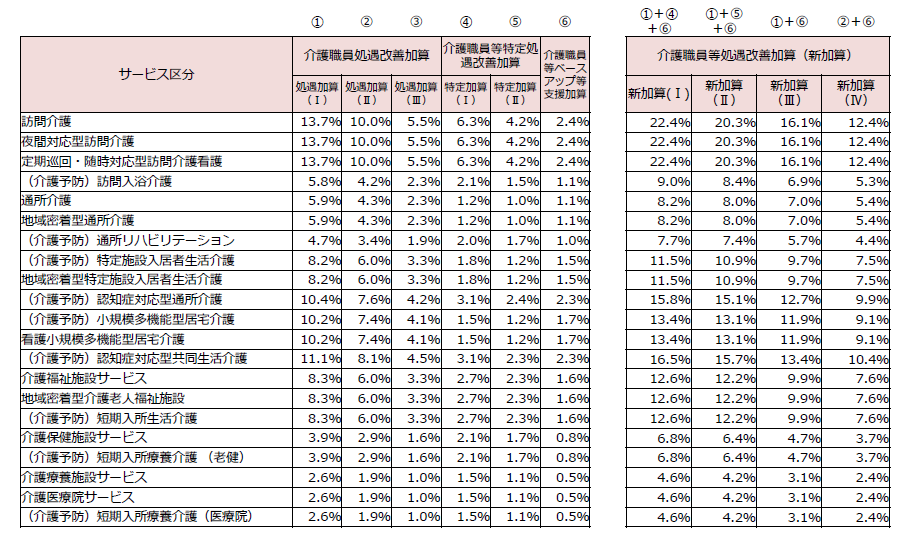 ① ② ③ ④ ⑤ ⑥ ①＋④＋⑥ ①＋⑤＋⑥ ①＋⑥ ②＋⑥
サービス区分 介護職員処遇改善加算 介護職員等特定処遇改善加算 介護職員等ベースアップ等支援加算 介護職員等処遇改善加算（新加算）
処遇加算（Ⅰ） 処遇加算（Ⅱ） 処遇加算（Ⅲ） 特定加算（Ⅰ） 特定加算（Ⅱ） 新加算(Ⅰ) 新加算（Ⅱ） 新加算（Ⅲ） 新加算（Ⅳ）
訪問介護 13.7% 10.0% 5.5% 6.3% 4.2% 2.4% 22.4% 20.3% 16.1% 12.4%
夜間対応型訪問介護 13.7% 10.0% 5.5% 6.3% 4.2% 2.4% 22.4% 20.3% 16.1% 12.4%
定期巡回・随時対応型訪問介護看護 13.7% 10.0% 5.5% 6.3% 4.2% 2.4% 22.4% 20.3% 16.1% 12.4%
（介護予防）訪問入浴介護 5.8% 4.2% 2.3% 2.1% 1.5% 1.1% 9.0% 8.4% 6.9% 5.3%
通所介護 5.9% 4.3% 2.3% 1.2% 1.0% 1.1% 8.2% 8.0% 7.0% 5.4%
地域密着型通所介護 5.9% 4.3% 2.3% 1.2% 1.0% 1.1% 8.2% 8.0% 7.0% 5.4%
（介護予防）通所リハビリテーション 4.7% 3.4% 1.9% 2.0% 1.7% 1.0% 7.7% 7.4% 5.7% 4.4%
（介護予防）特定施設入居者生活介護 8.2% 6.0% 3.3% 1.8% 1.2% 1.5% 11.5% 10.9% 9.7% 7.5%
地域密着型特定施設入居者生活介護 8.2% 6.0% 3.3% 1.8% 1.2% 1.5% 11.5% 10.9% 9.7% 7.5%
（介護予防）認知症対応型通所介護 10.4% 7.6% 4.2% 3.1% 2.4% 2.3% 15.8% 15.1% 12.7% 9.9%
（介護予防）小規模多機能型居宅介護 10.2% 7.4% 4.1% 1.5% 1.2% 1.7% 13.4% 13.1% 11.9% 9.1%
看護小規模多機能型居宅介護 10.2% 7.4% 4.1% 1.5% 1.2% 1.7% 13.4% 13.1% 11.9% 9.1%
（介護予防）認知症対応型共同生活介護 11.1% 8.1% 4.5% 3.1% 2.3% 2.3% 16.5% 15.7% 13.4% 10.4%
介護福祉施設サービス 8.3% 6.0% 3.3% 2.7% 2.3% 1.6% 12.6% 12.2% 9.9% 7.6%
地域密着型介護老人福祉施設 8.3% 6.0% 3.3% 2.7% 2.3% 1.6% 12.6% 12.2% 9.9% 7.6%
（介護予防）短期入所生活介護 8.3% 6.0% 3.3% 2.7% 2.3% 1.6% 12.6% 12.2% 9.9% 7.6%
介護保健施設サービス 3.9% 2.9% 1.6% 2.1% 1.7% 0.8% 6.8% 6.4% 4.7% 3.7%
（介護予防）短期入所療養介護 （老健） 3.9% 2.9% 1.6% 2.1% 1.7% 0.8% 6.8% 6.4% 4.7% 3.7%
介護療養施設サービス 2.6% 1.9% 1.0% 1.5% 1.1% 0.5% 4.6% 4.2% 3.1% 2.4%
介護医療院サービス 2.6% 1.9% 1.0% 1.5% 1.1% 0.5% 4.6% 4.2% 3.1% 2.4%
（介護予防）短期入所療養介護（医療院） 2.6% 1.9% 1.0% 1.5% 1.1% 0.5% 4.6% 4.2% 3.1% 2.4%